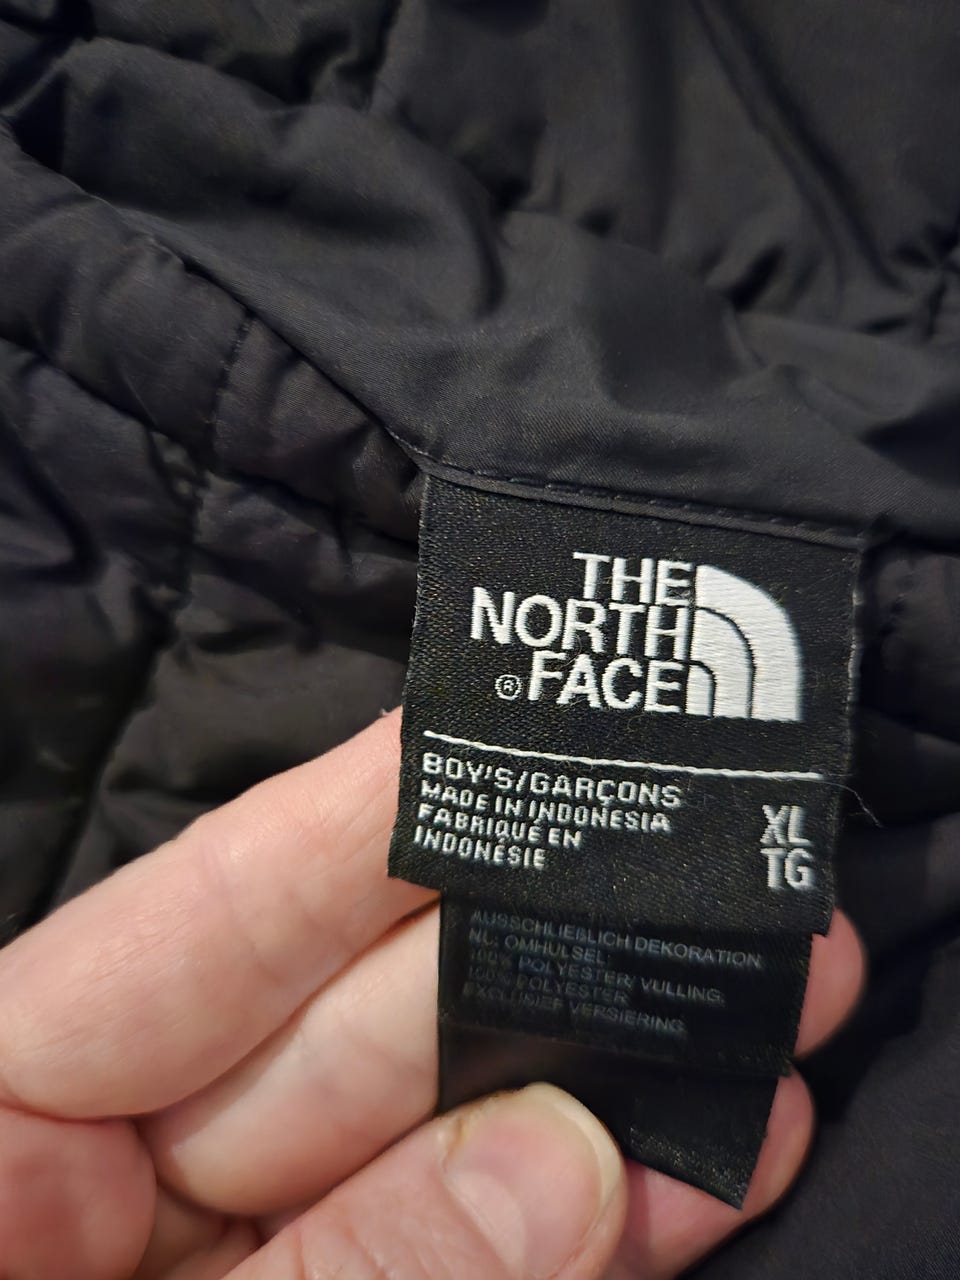 THE
NORTH
® FACE
BOY'S/GARÇONS
MADE IN INDONESIA
FABRIQUÉ EN
INDONÉSIE
XL
TG
AUSSCHLIEßLICH DEKORATION
NL: OMHULSEL:
100% POLYESTER/ VULLING:
100% POLYESTER
EXCLUSIEF VERSIERING